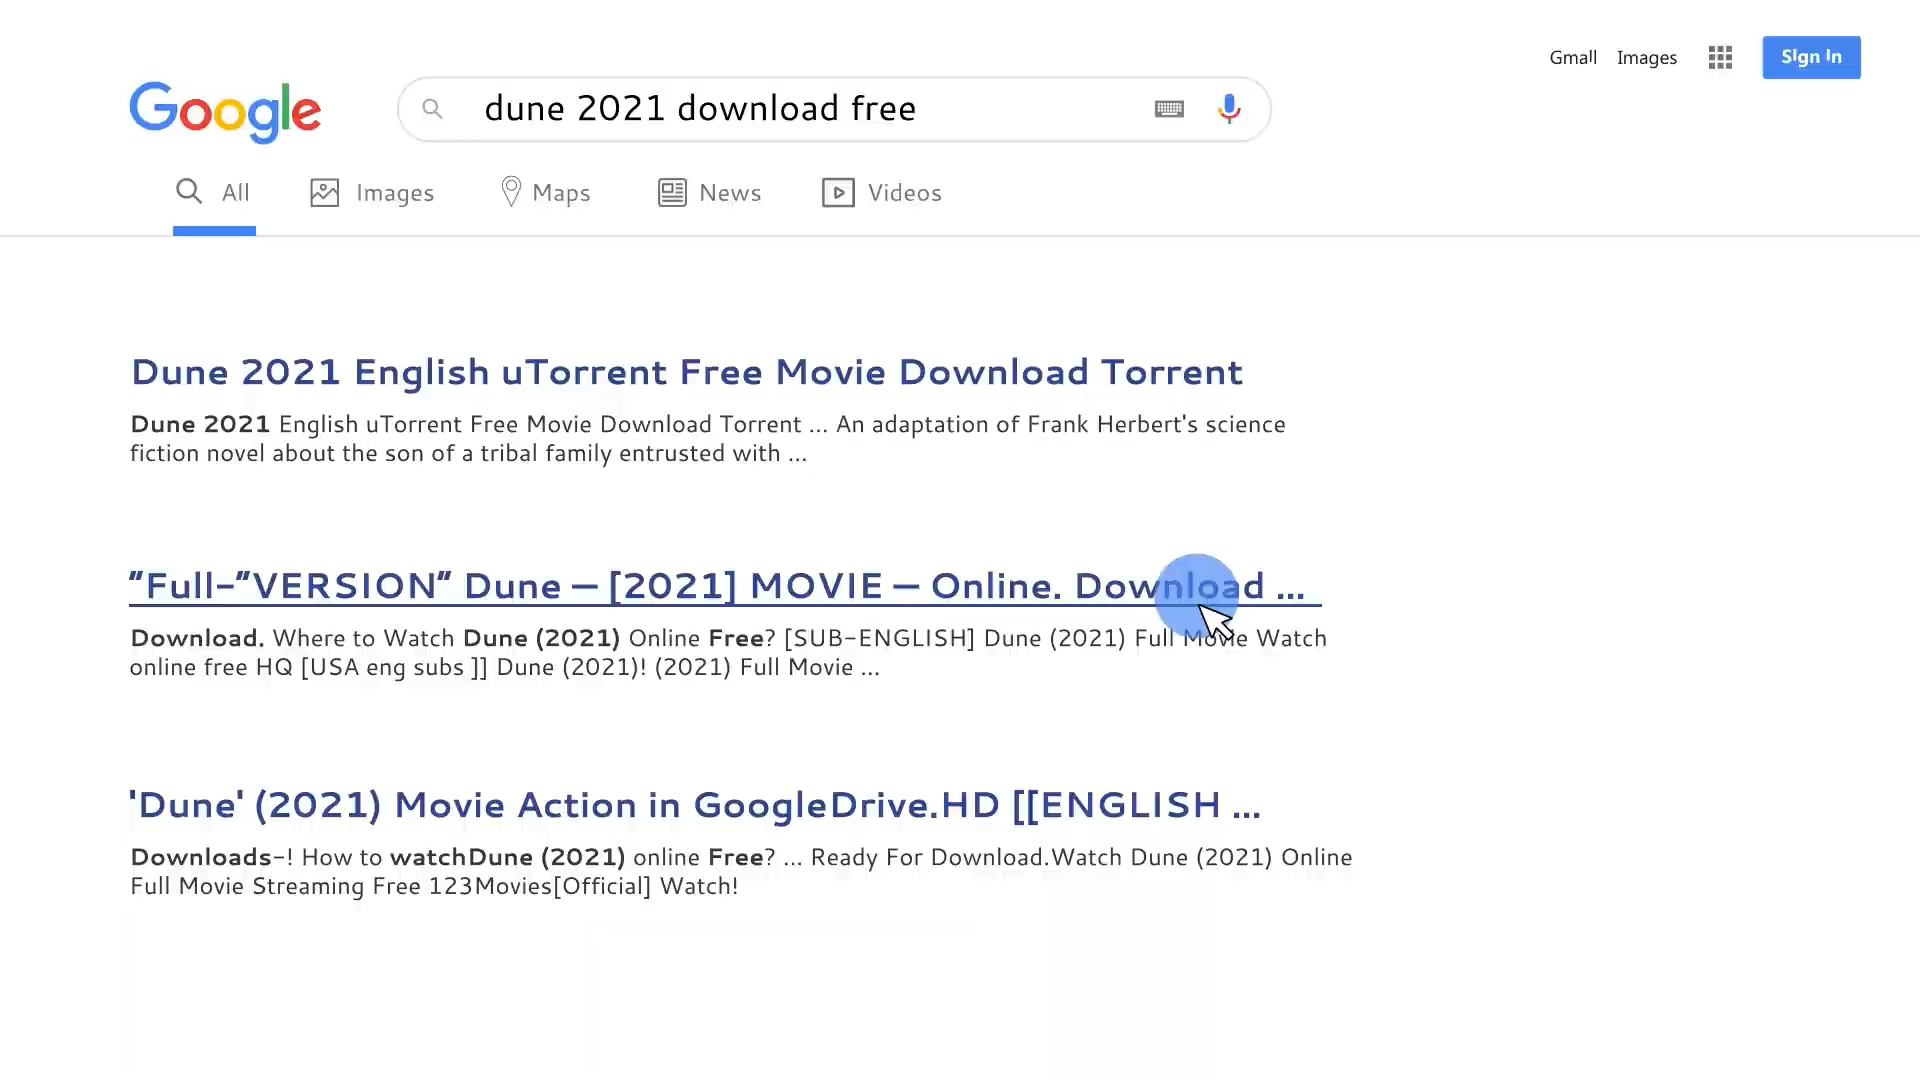 Gmall Images SIgn In
Google dune 2021 download free
All Images Maps News Videos
Dune 2021 English uTorrent Free Movie Download Torrent
Dune 2021 English uTorrent Free Movie Download Torrent ... An adaptation of Frank Herbert's science
fiction novel about the son of a tribal family entrusted with ...
"Full-"VERSION" Dune — [2021] MOVIE — Online. Download ...
Download. Where to Watch Dune (2021) Online Free? [SUB-ENGLISH] Dune (2021) Full Movie Watch
online free HQ [USA eng subs ]] Dune (2021)! (2021) Full Movie ...
'Dune' (2021) Movie Action in GoogleDrive.HD [[ENGLISH ...
Downloads-! How to watchDune (2021) online Free? ... Ready For Download.Watch Dune (2021) Online
Full Movie Streaming Free 123Movies[Official] Watch!